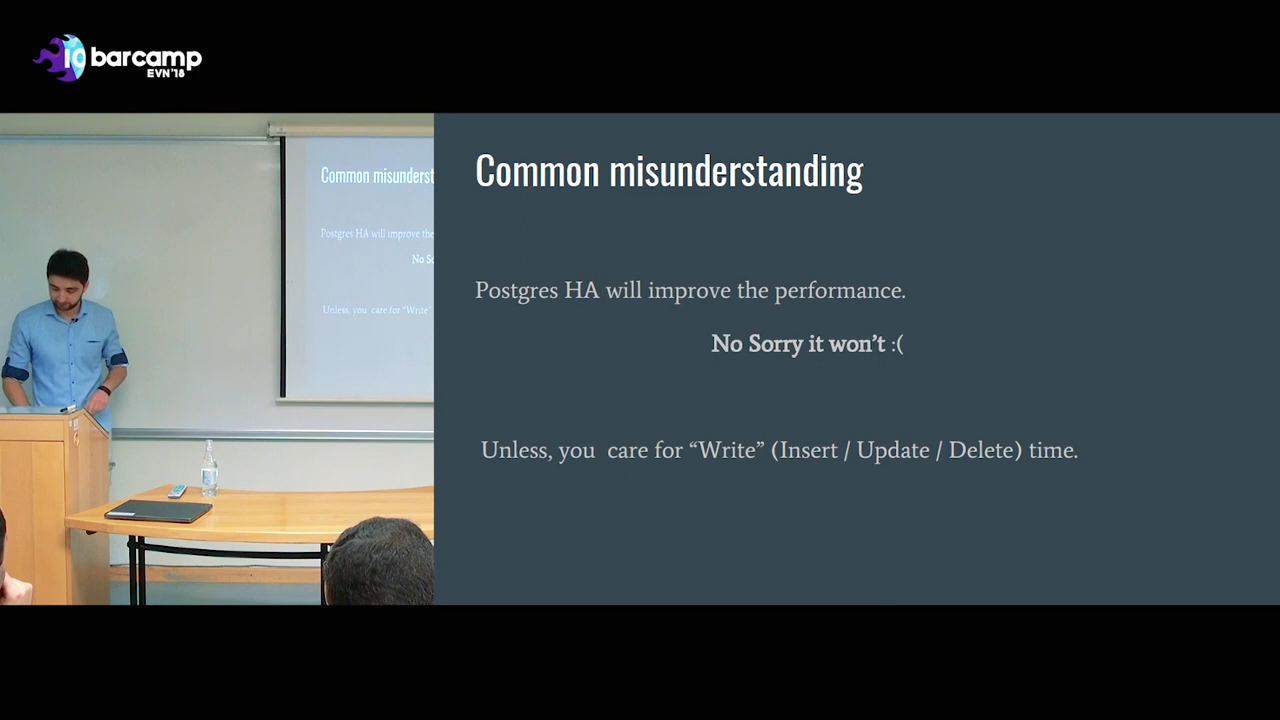 10 barcamp
EVN'18
Common misunderst
Postgres HA will improve the
No So
Unless, you care for “Write”
Common misunderstanding
Postgres HA will improve the performance.
No Sorry it won’t :(
Unless, you  care for “Write” (Insert / Update / Delete) time.